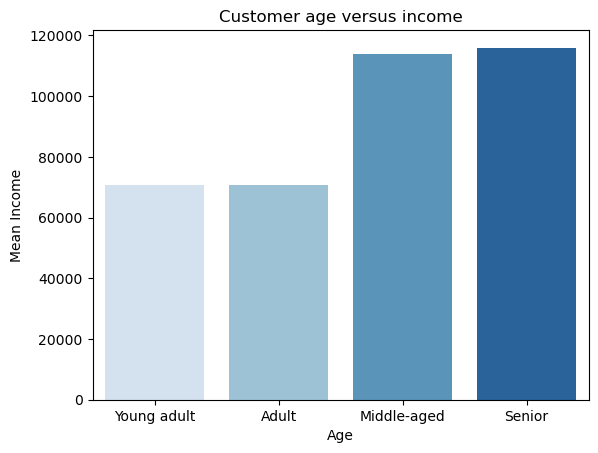 Customer age versus income
120000
100000
80000
60000
40000
20000
0
Mean Income
Young adult
Adult
Middle-aged
Senior
Age